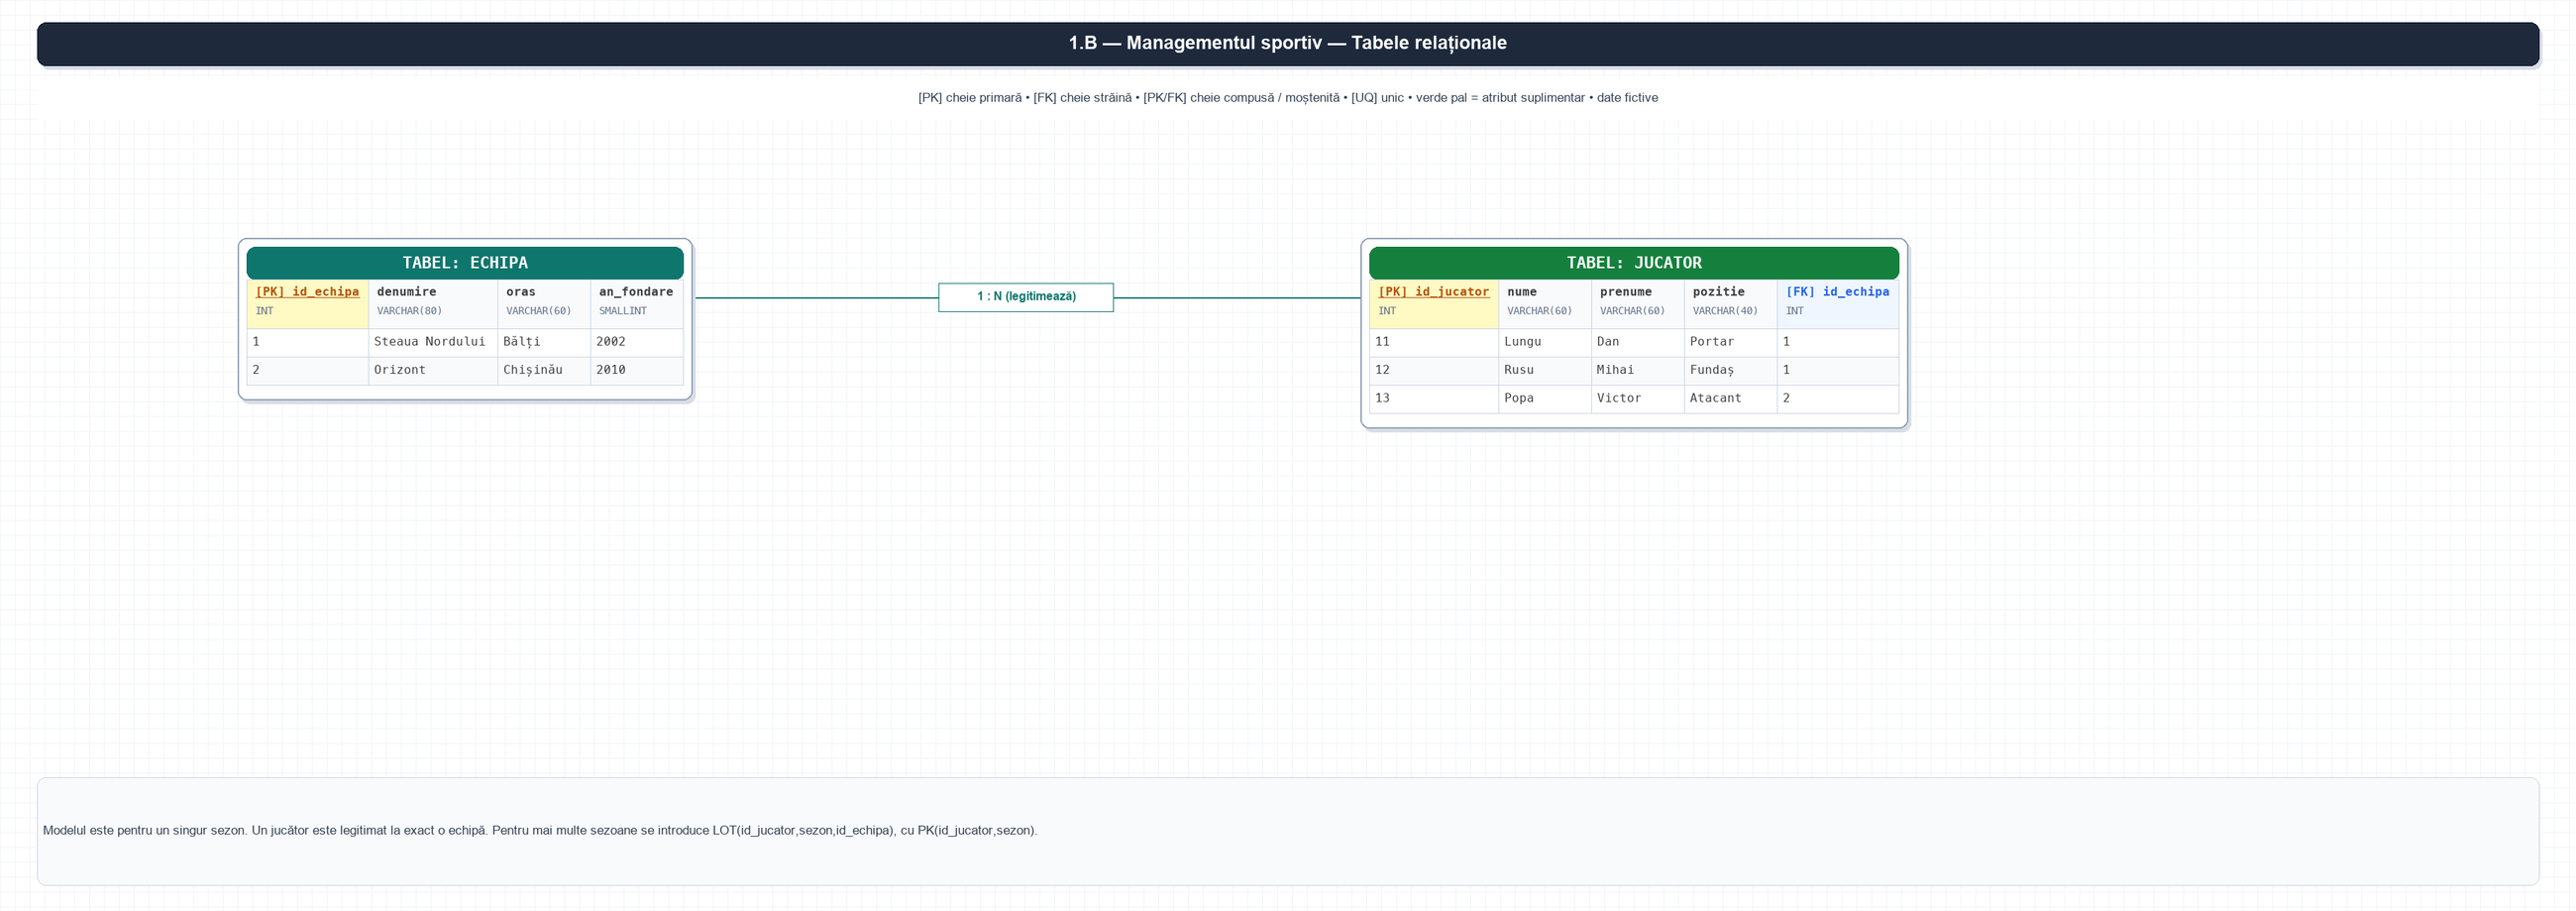 1.B — Managementul sportiv — Tabele relaționale
[PK] cheie primară • [FK] cheie străină • [PK/FK] cheie compusă / moștenită • [UQ] unic • verde pal = atribut suplimentar • date fictive
TABEL: ECHIPA
[PK] id_echipa denumire oras an_fondare
INT VARCHAR(80) VARCHAR(60) SMALLINT
1 Steaua Nordului Bălți 2002
2 Orizont Chișinău 2010
1 : N (legitimează)
TABEL: JUCATOR
[PK] id_jucator nume prenume pozitie [FK] id_echipa
INT VARCHAR(60) VARCHAR(60) VARCHAR(40) INT
11 Lungu Dan Portar 1
12 Rusu Mihai Fundaș 1
13 Popa Victor Atacant 2
Modelul este pentru un singur sezon. Un jucător este legitimat la exact o echipă. Pentru mai multe sezoane se introduce LOT(id_jucator,sezon,id_echipa), cu PK(id_jucator,sezon).